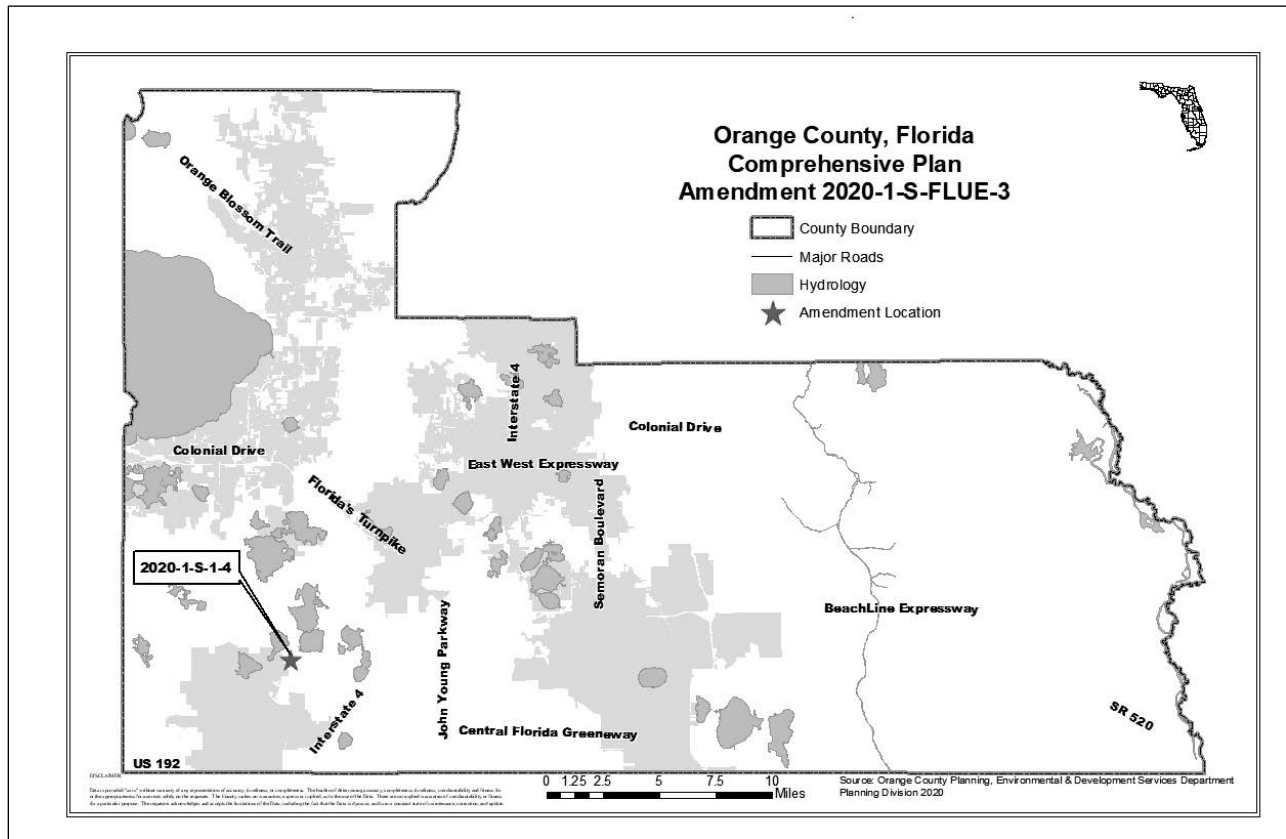 Orange County, Florida
Comprehensive Plan
Amendment 2020-1-S-FLUE-3
County Boundary
Major Roads
Hydrology
Amendment Location
Orange Blossom Trail
Interstate 4
Colonial Drive
Colonial Drive
East West Expressway
Florida's Turnpike
Semoran Boulevard
2020-1-S-1-4
BeachLine Expressway
John Young Parkway
Interstate 4
SR 520
Central Florida Greeneway
US 192
DISCLAIMER
0 1.25 2.5 5 7.5 10
Miles
Source: Orange County Planning, Environmental & Development Services Department
Planning Division 2020